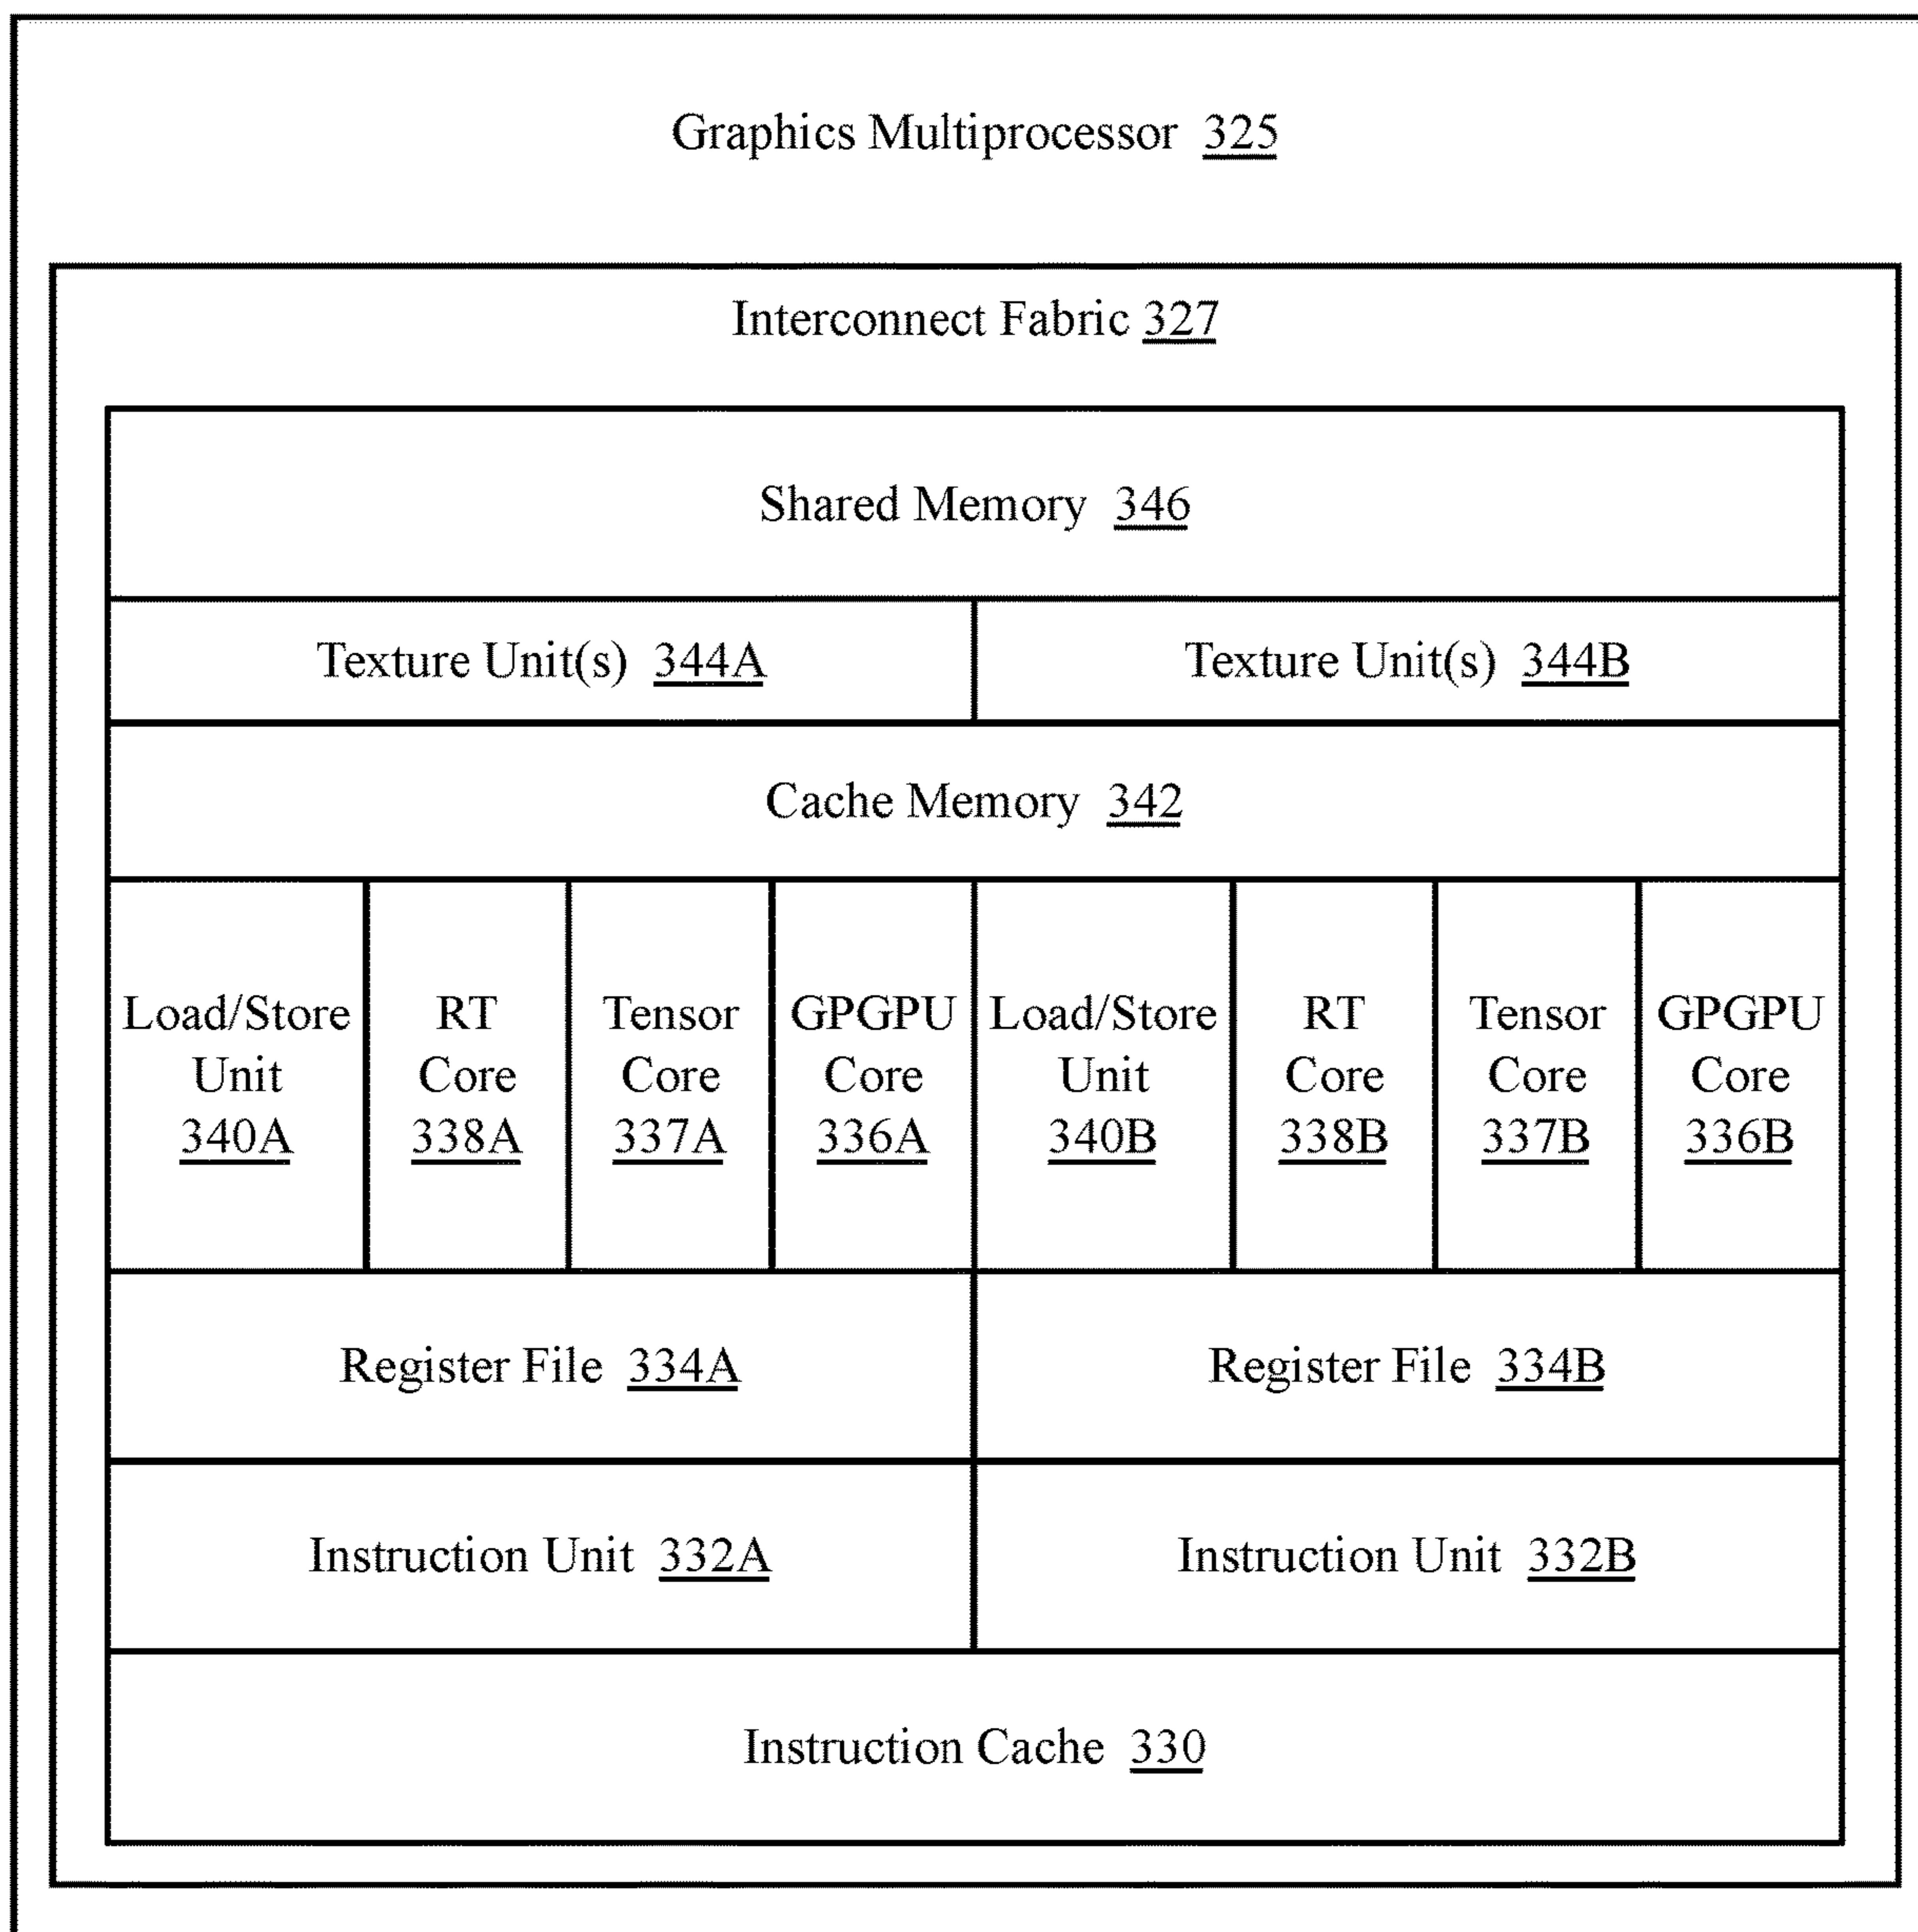 Graphics Multiprocessor 325
Interconnect Fabric 327
Shared Memory 346
Texture Unit(s) 344A
Texture Unit(s) 344B
Cache Memory 342
Load/Store
Unit
340A
RT
Core
338A
Tensor
Core
337A
GPGPU
Core
336A
Load/Store
Unit
340B
RT
Core
338B
Tensor
Core
337B
GPGPU
Core
336B
Register File 334A
Register File 334B
Instruction Unit 332A
Instruction Unit 332B
Instruction Cache 330